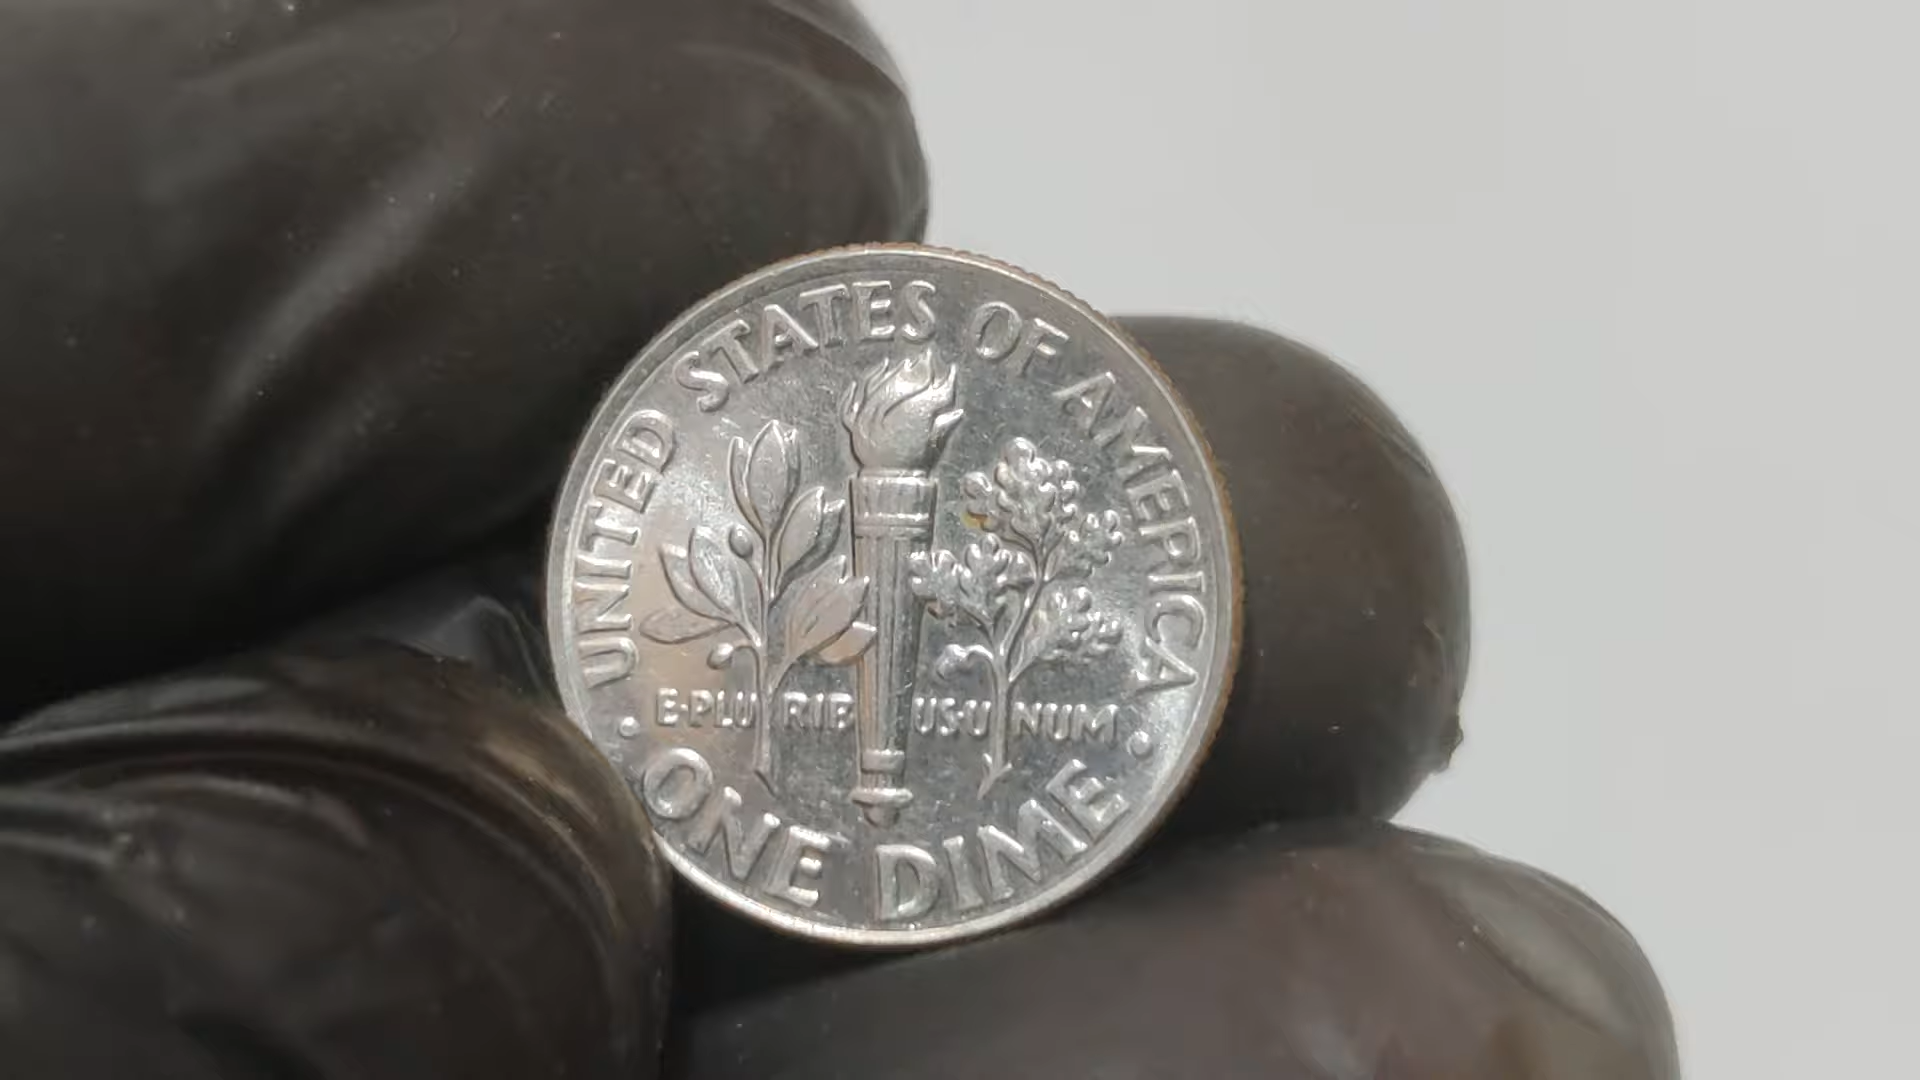 UNITED STATES OF AMERICA
E·PLU RIB US·U NUM
· ONE DIME ·